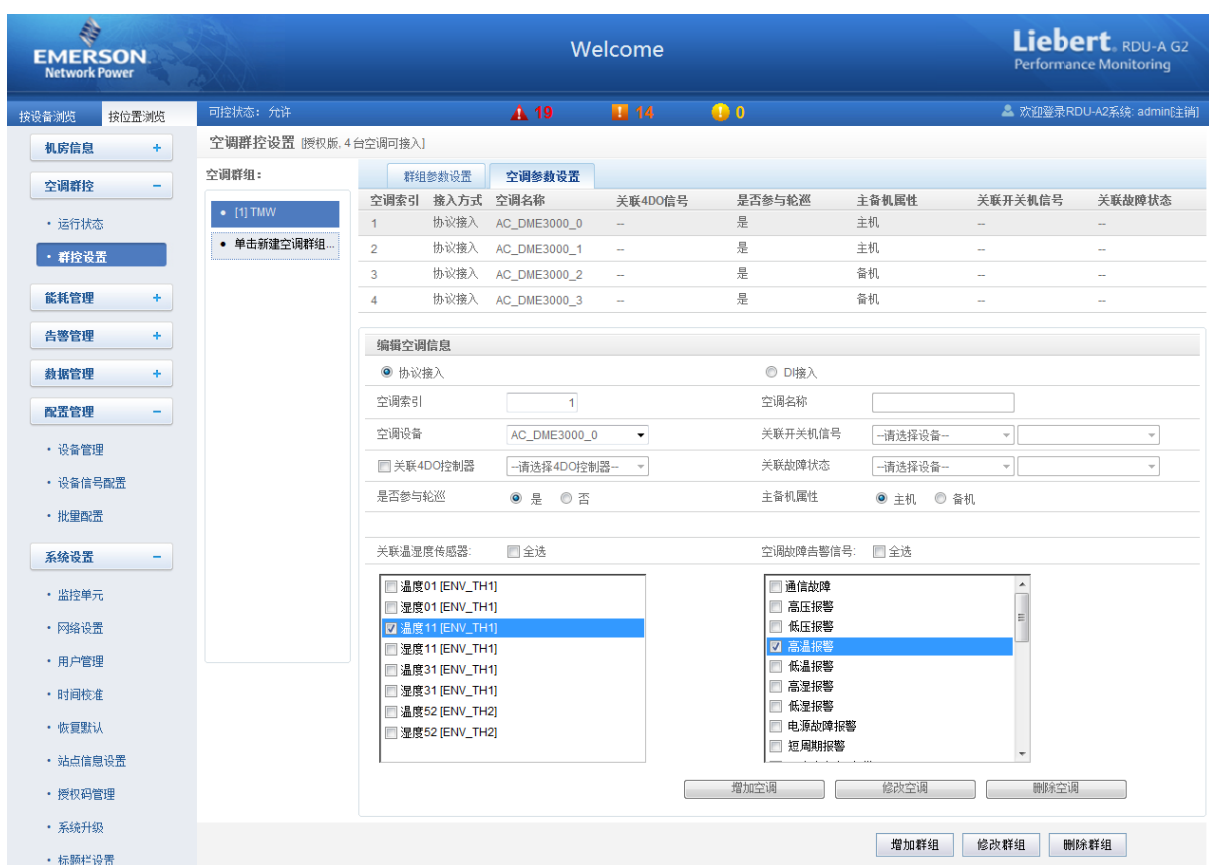 EMERSON
Network Power
Welcome
Liebert. RDU-A G2
Performance Monitoring
按设备浏览 按位置浏览 可控状态：允许 19 14 0 欢迎登录RDU-A2系统: admin[注销]
机房信息 +
空调群控 −
• 运行状态
• 群控设置
能耗管理 +
告警管理 +
数据管理 +
配置管理 −
• 设备管理
• 设备信号配置
• 批里配置
系统设置 −
• 监控单元
• 网络设置
• 用户管理
• 时间校准
• 恢复默认
• 站点信息设置
• 授权码管理
• 系统升级
• 标题栏设置
空调群控设置 [授权版, 4台空调可接入]
空调群组：
• [1] TMW
• 单击新建空调群组...
群组参数设置 空调参数设置
空调索引 接入方式 空调名称 关联4DO信号 是否参与轮巡 主备机属性 关联开关机信号 关联故障状态
1 协议接入 AC_DME3000_0 -- 是 主机 -- --
2 协议接入 AC_DME3000_1 -- 是 主机 -- --
3 协议接入 AC_DME3000_2 -- 是 备机 -- --
4 协议接入 AC_DME3000_3 -- 是 备机 -- --
编辑空调信息
协议接入 DI接入
空调索引 1 空调名称
空调设备 AC_DME3000_0 关联开关机信号 --请选择设备--
关联4DO控制器 --请选择4DO控制器-- 关联故障状态 --请选择设备--
是否参与轮巡 是 否 主备机属性 主机 备机
关联温湿度传感器: 全选 空调故障告警信号: 全选
温度01 [ENV_TH1]
湿度01 [ENV_TH1]
温度11 [ENV_TH1]
湿度11 [ENV_TH1]
温度31 [ENV_TH1]
湿度31 [ENV_TH1]
温度52 [ENV_TH2]
湿度52 [ENV_TH2]
通信故障
高压报警
低压报警
高温报警
低温报警
高湿报警
低湿报警
电源故障报警
短周期报警
增加空调 修改空调 删除空调
增加群组 修改群组 删除群组